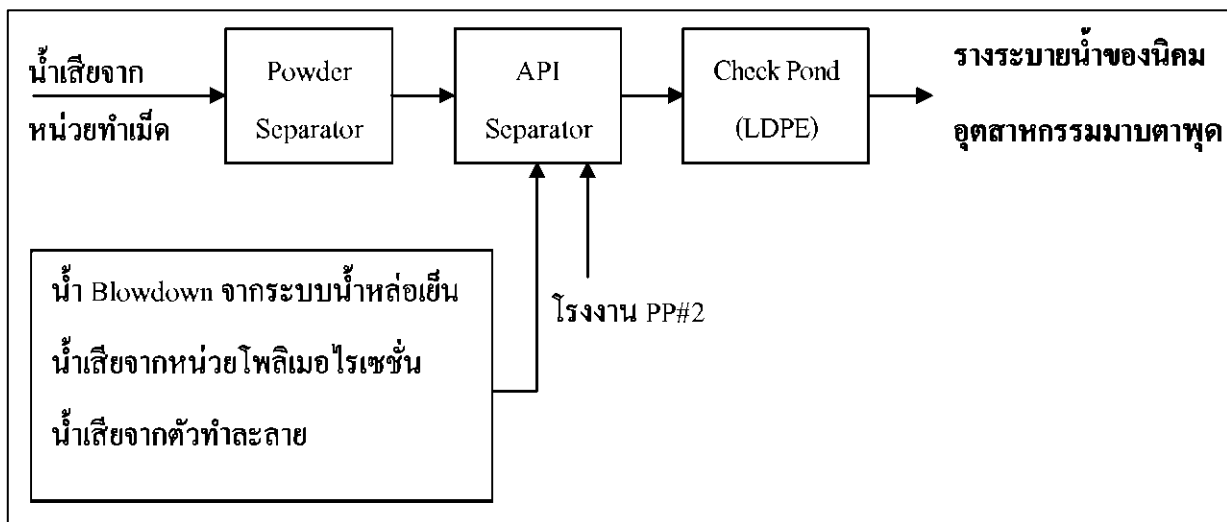 น้ำเสียจาก
หน่วยทำเม็ด
Powder
Separator
API
Separator
Check Pond
(LDPE)
รางระบายน้ำของนิคม
อุตสาหกรรมมาบตาพุด
น้ำ Blowdown จากระบบน้ำหล่อเย็น
น้ำเสียจากหน่วยโพลิเมอไรเซชั่น
น้ำเสียจากตัวทำละลาย
โรงงาน PP#2